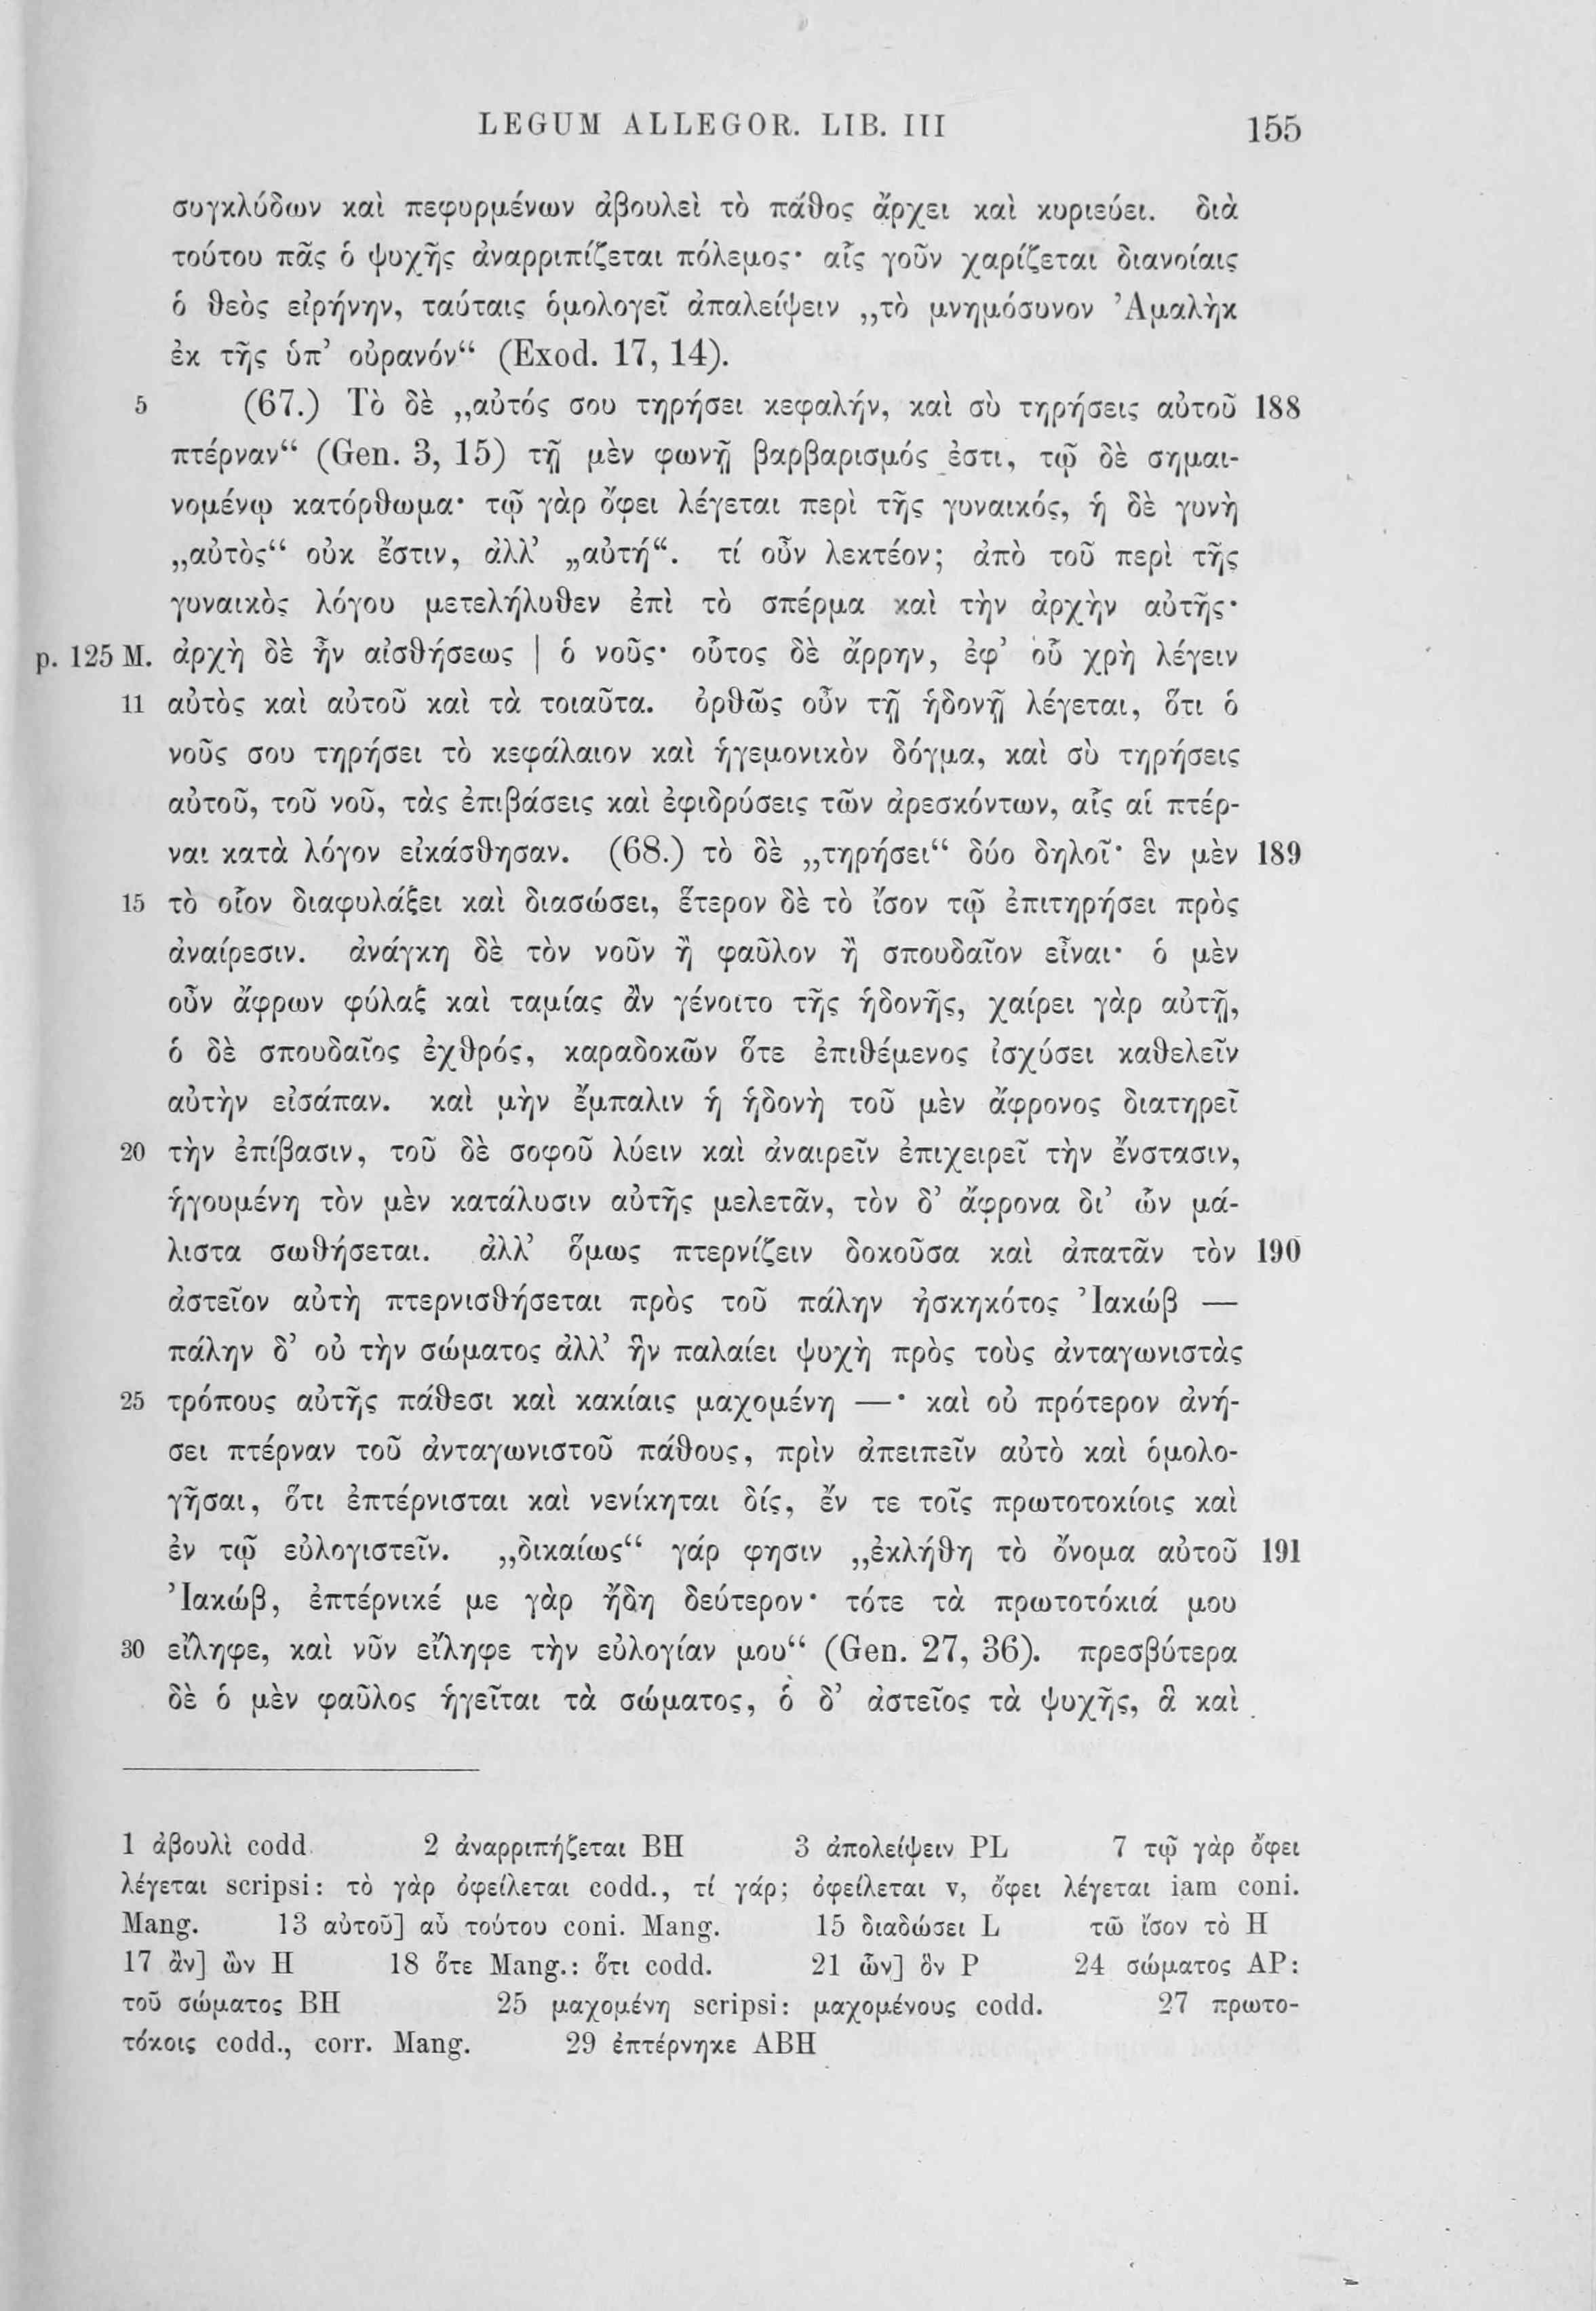 LEGUM ALLEGOR. LIB. III 155
συγκλύδων καὶ πεφυρμένων ἀβουλεὶ τὸ πάθος ἄρχει καὶ κυριεύει. διὰ
τούτου πᾶς ὁ ψυχῆς ἀναρριπίζεται πόλεμος· αἷς γοῦν χαρίζεται διανοίαις
ὁ θεὸς εἰρήνην, ταύταις ὁμολογεῖ ἀπαλείψειν „τὸ μνημόσυνον Ἀμαλὴκ
ἐκ τῆς ὑπ’ οὐρανόν“ (Exod. 17, 14).
5 (67.) Τὸ δὲ „αὐτός σου τηρήσει κεφαλήν, καὶ σὺ τηρήσεις αὐτοῦ 188
πτέρναν“ (Gen. 3, 15) τῇ μὲν φωνῇ βαρβαρισμός ἐστι, τῷ δὲ σημαι-
νομένῳ κατόρθωμα· τῷ γὰρ ὄφει λέγεται περὶ τῆς γυναικός, ἡ δὲ γυνὴ
„αὐτὸς“ οὐκ ἔστιν, ἀλλ’ „αὐτή“. τί οὖν λεκτέον; ἀπὸ τοῦ περὶ τῆς
γυναικὸς λόγου μετελήλυθεν ἐπὶ τὸ σπέρμα καὶ τὴν ἀρχὴν αὐτῆς·
p. 125 M. ἀρχὴ δὲ ἦν αἰσθήσεως | ὁ νοῦς· οὗτος δὲ ἄρρην, ἐφ’ οὗ χρὴ λέγειν
11 αὐτὸς καὶ αὐτοῦ καὶ τὰ τοιαῦτα. ὀρθῶς οὖν τῇ ἡδονῇ λέγεται, ὅτι ὁ
νοῦς σου τηρήσει τὸ κεφάλαιον καὶ ἡγεμονικὸν δόγμα, καὶ σὺ τηρήσεις
αὐτοῦ, τοῦ νοῦ, τὰς ἐπιβάσεις καὶ ἐφιδρύσεις τῶν ἀρεσκόντων, αἷς αἱ πτέρ-
ναι κατὰ λόγον εἰκάσθησαν. (68.) τὸ δὲ „τηρήσει“ δύο δηλοῖ· ἓν μὲν 189
15 τὸ οἷον διαφυλάξει καὶ διασώσει, ἕτερον δὲ τὸ ἴσον τῷ ἐπιτηρήσει πρὸς
ἀναίρεσιν. ἀνάγκη δὲ τὸν νοῦν ἢ φαῦλον ἢ σπουδαῖον εἶναι· ὁ μὲν
οὖν ἄφρων φύλαξ καὶ ταμίας ἂν γένοιτο τῆς ἡδονῆς, χαίρει γὰρ αὐτῇ,
ὁ δὲ σπουδαῖος ἐχθρός, καραδοκῶν ὅτε ἐπιθέμενος ἰσχύσει καθελεῖν
αὐτὴν εἰσάπαν. καὶ μὴν ἔμπαλιν ἡ ἡδονὴ τοῦ μὲν ἄφρονος διατηρεῖ
20 τὴν ἐπίβασιν, τοῦ δὲ σοφοῦ λύειν καὶ ἀναιρεῖν ἐπιχειρεῖ τὴν ἔνστασιν,
ἡγουμένη τὸν μὲν κατάλυσιν αὐτῆς μελετᾶν, τὸν δ’ ἄφρονα δι’ ὧν μά-
λιστα σωθήσεται. ἀλλ’ ὅμως πτερνίζειν δοκοῦσα καὶ ἀπατᾶν τὸν 190
ἀστεῖον αὐτὴ πτερνισθήσεται πρὸς τοῦ πάλην ἠσκηκότος Ἰακώβ —
πάλην δ’ οὐ τὴν σώματος ἀλλ’ ἣν παλαίει ψυχὴ πρὸς τοὺς ἀνταγωνιστὰς
25 τρόπους αὐτῆς πάθεσι καὶ κακίαις μαχομένη —· καὶ οὐ πρότερον ἀνή-
σει πτέρναν τοῦ ἀνταγωνιστοῦ πάθους, πρὶν ἀπειπεῖν αὐτὸ καὶ ὁμολο-
γῆσαι, ὅτι ἐπτέρνισται καὶ νενίκηται δίς, ἔν τε τοῖς πρωτοτοκίοις καὶ
ἐν τῷ εὐλογιστεῖν. „δικαίως“ γάρ φησιν „ἐκλήθη τὸ ὄνομα αὐτοῦ 191
Ἰακώβ, ἐπτέρνικέ με γὰρ ἤδη δεύτερον· τότε τὰ πρωτοτόκιά μου
30 εἴληφε, καὶ νῦν εἴληφε τὴν εὐλογίαν μου“ (Gen. 27, 36). πρεσβύτερα
δὲ ὁ μὲν φαῦλος ἡγεῖται τὰ σώματος, ὁ δ’ ἀστεῖος τὰ ψυχῆς, ἃ καὶ
1 ἀβουλὶ codd. 2 ἀναρριπήζεται BH 3 ἀπολείψειν PL 7 τῷ γὰρ ὄφει
λέγεται scripsi: τὸ γὰρ ὀφείλεται codd., τί γάρ; ὀφείλεται v, ὄφει λέγεται iam coni.
Mang. 13 αὐτοῦ] αὖ τούτου coni. Mang. 15 διαδώσει L τῶ ἴσον τὸ H
17 ἂν] ὢν H 18 ὅτε Mang.: ὅτι codd. 21 ὧν] ὃν P 24 σώματος AP:
τοῦ σώματος BH 25 μαχομένη scripsi: μαχομένους codd. 27 πρωτο-
τόκοις codd., corr. Mang. 29 ἐπτέρνηκε ABH